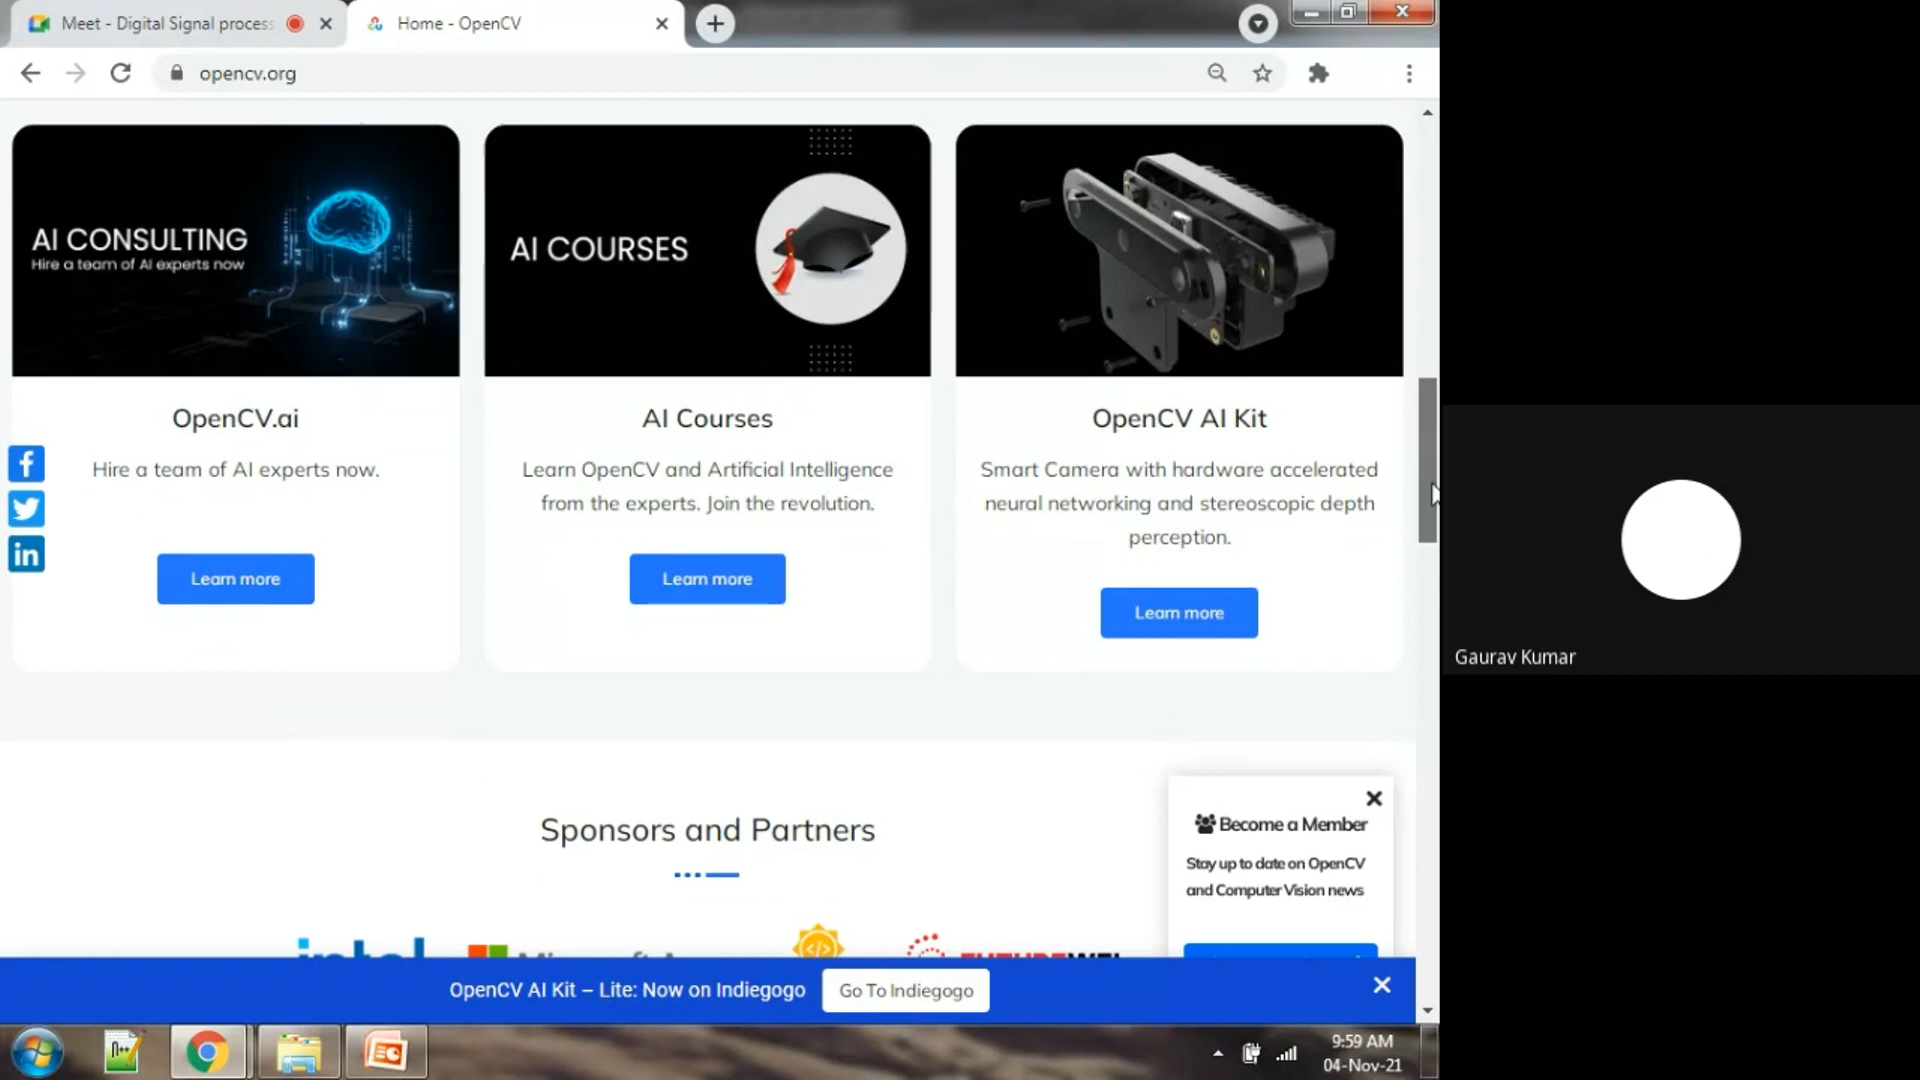 Meet - Digital Signal process
Home - OpenCV
opencv.org
AI CONSULTING
Hire a team of AI experts now
AI COURSES
OpenCV.ai
Hire a team of AI experts now.
Learn more
AI Courses
Learn OpenCV and Artificial Intelligence
from the experts. Join the revolution.
Learn more
OpenCV AI Kit
Smart Camera with hardware accelerated
neural networking and stereoscopic depth
perception.
Learn more
Gaurav Kumar
Sponsors and Partners
Become a Member
Stay up to date on OpenCV
and Computer Vision news
intel
OpenCV AI Kit – Lite: Now on Indiegogo
Go To Indiegogo
9:59 AM
04-Nov-21